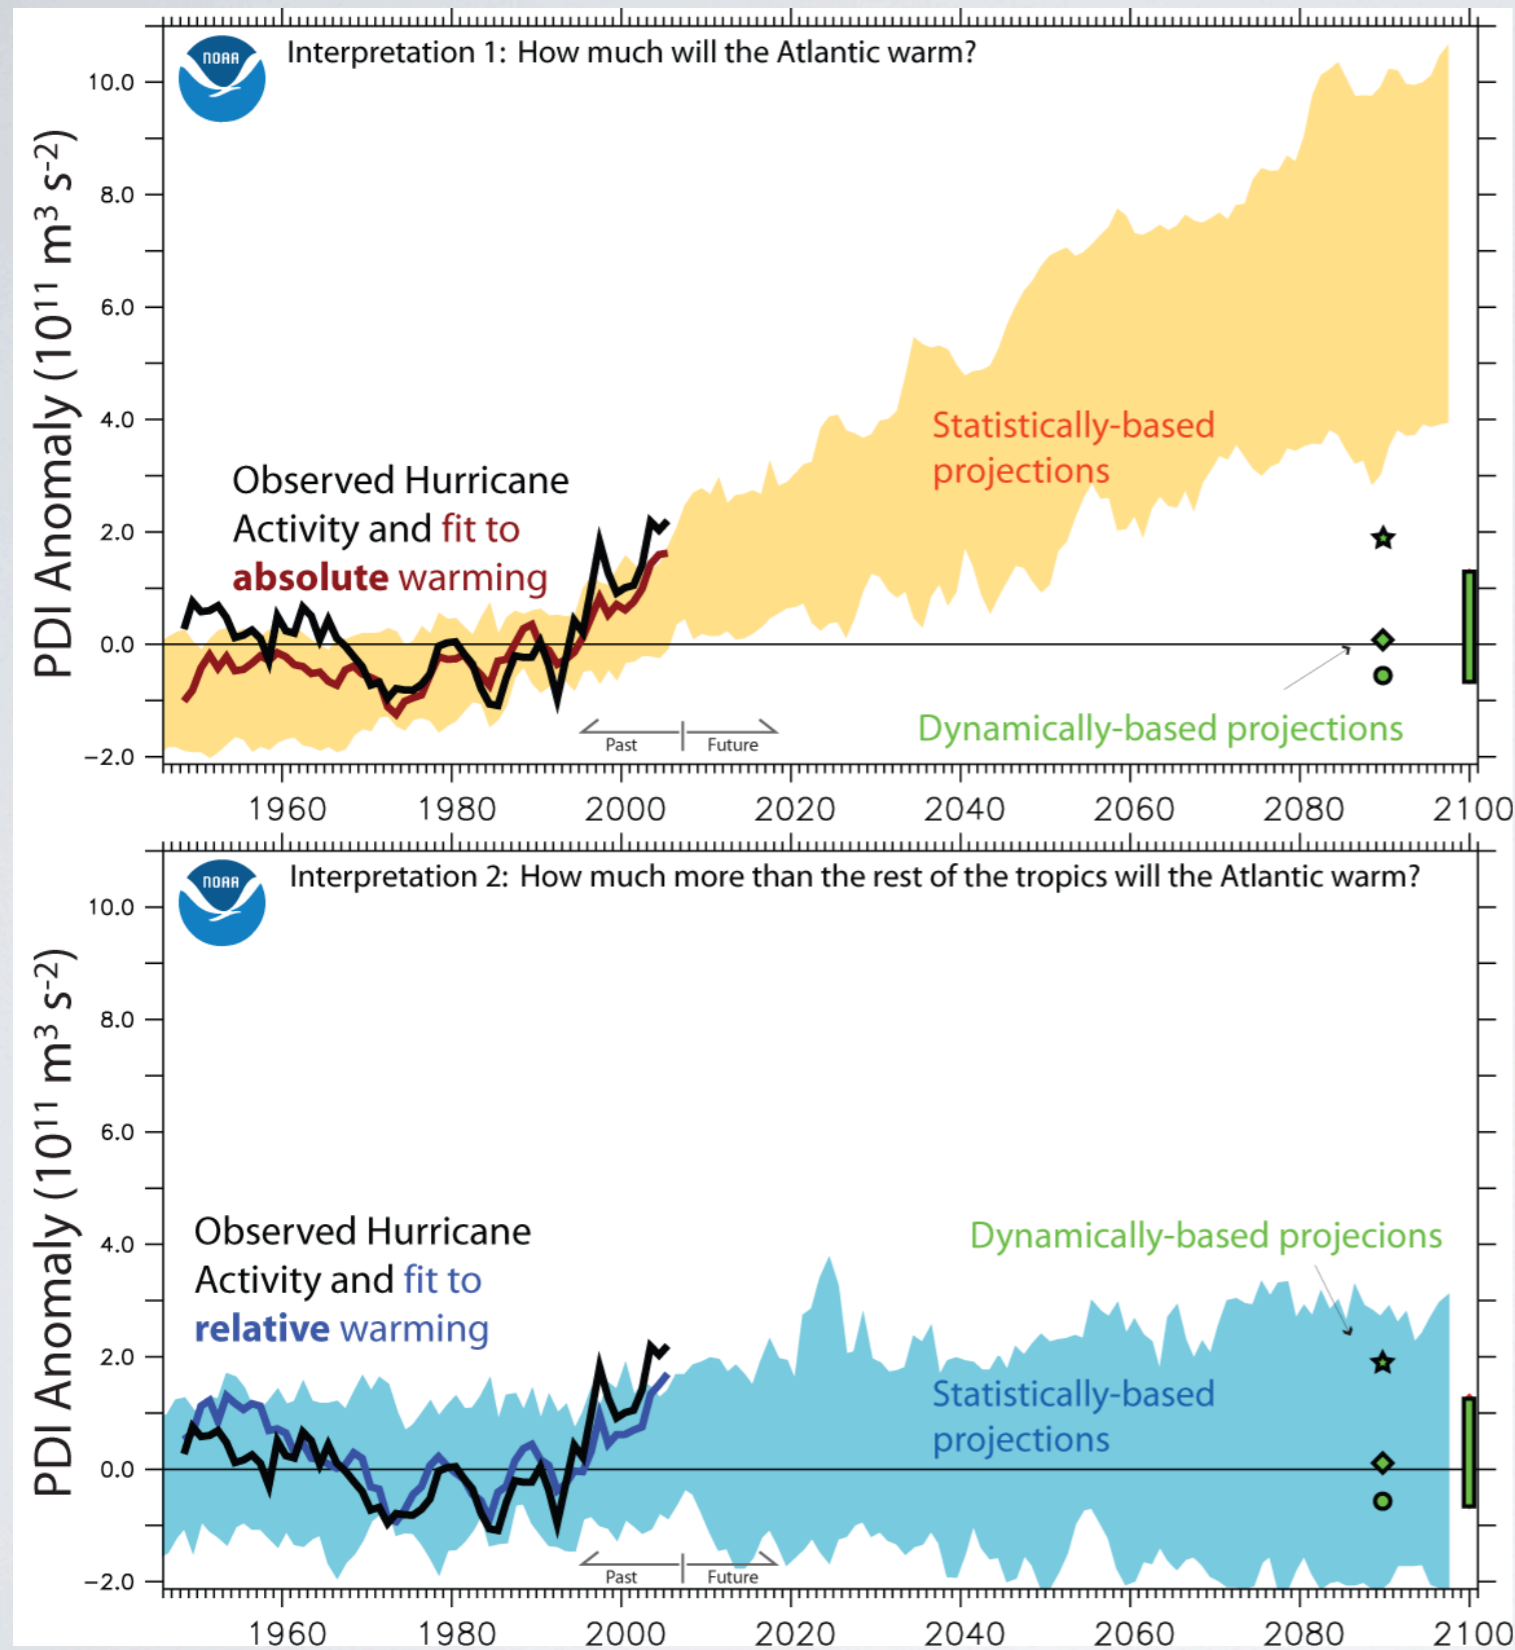 NOAA
Interpretation 1: How much will the Atlantic warm?
PDI Anomaly (10¹¹ m³ s⁻²)
10.0
8.0
6.0
4.0
2.0
0.0
−2.0
Statistically-based
projections
Observed Hurricane
Activity and fit to
absolute warming
Dynamically-based projections
Past
Future
1960
1980
2000
2020
2040
2060
2080
2100
NOAA
Interpretation 2: How much more than the rest of the tropics will the Atlantic warm?
PDI Anomaly (10¹¹ m³ s⁻²)
10.0
8.0
6.0
4.0
2.0
0.0
−2.0
Observed Hurricane
Activity and fit to
relative warming
Dynamically-based projecions
Statistically-based
projections
Past
Future
1960
1980
2000
2020
2040
2060
2080
2100